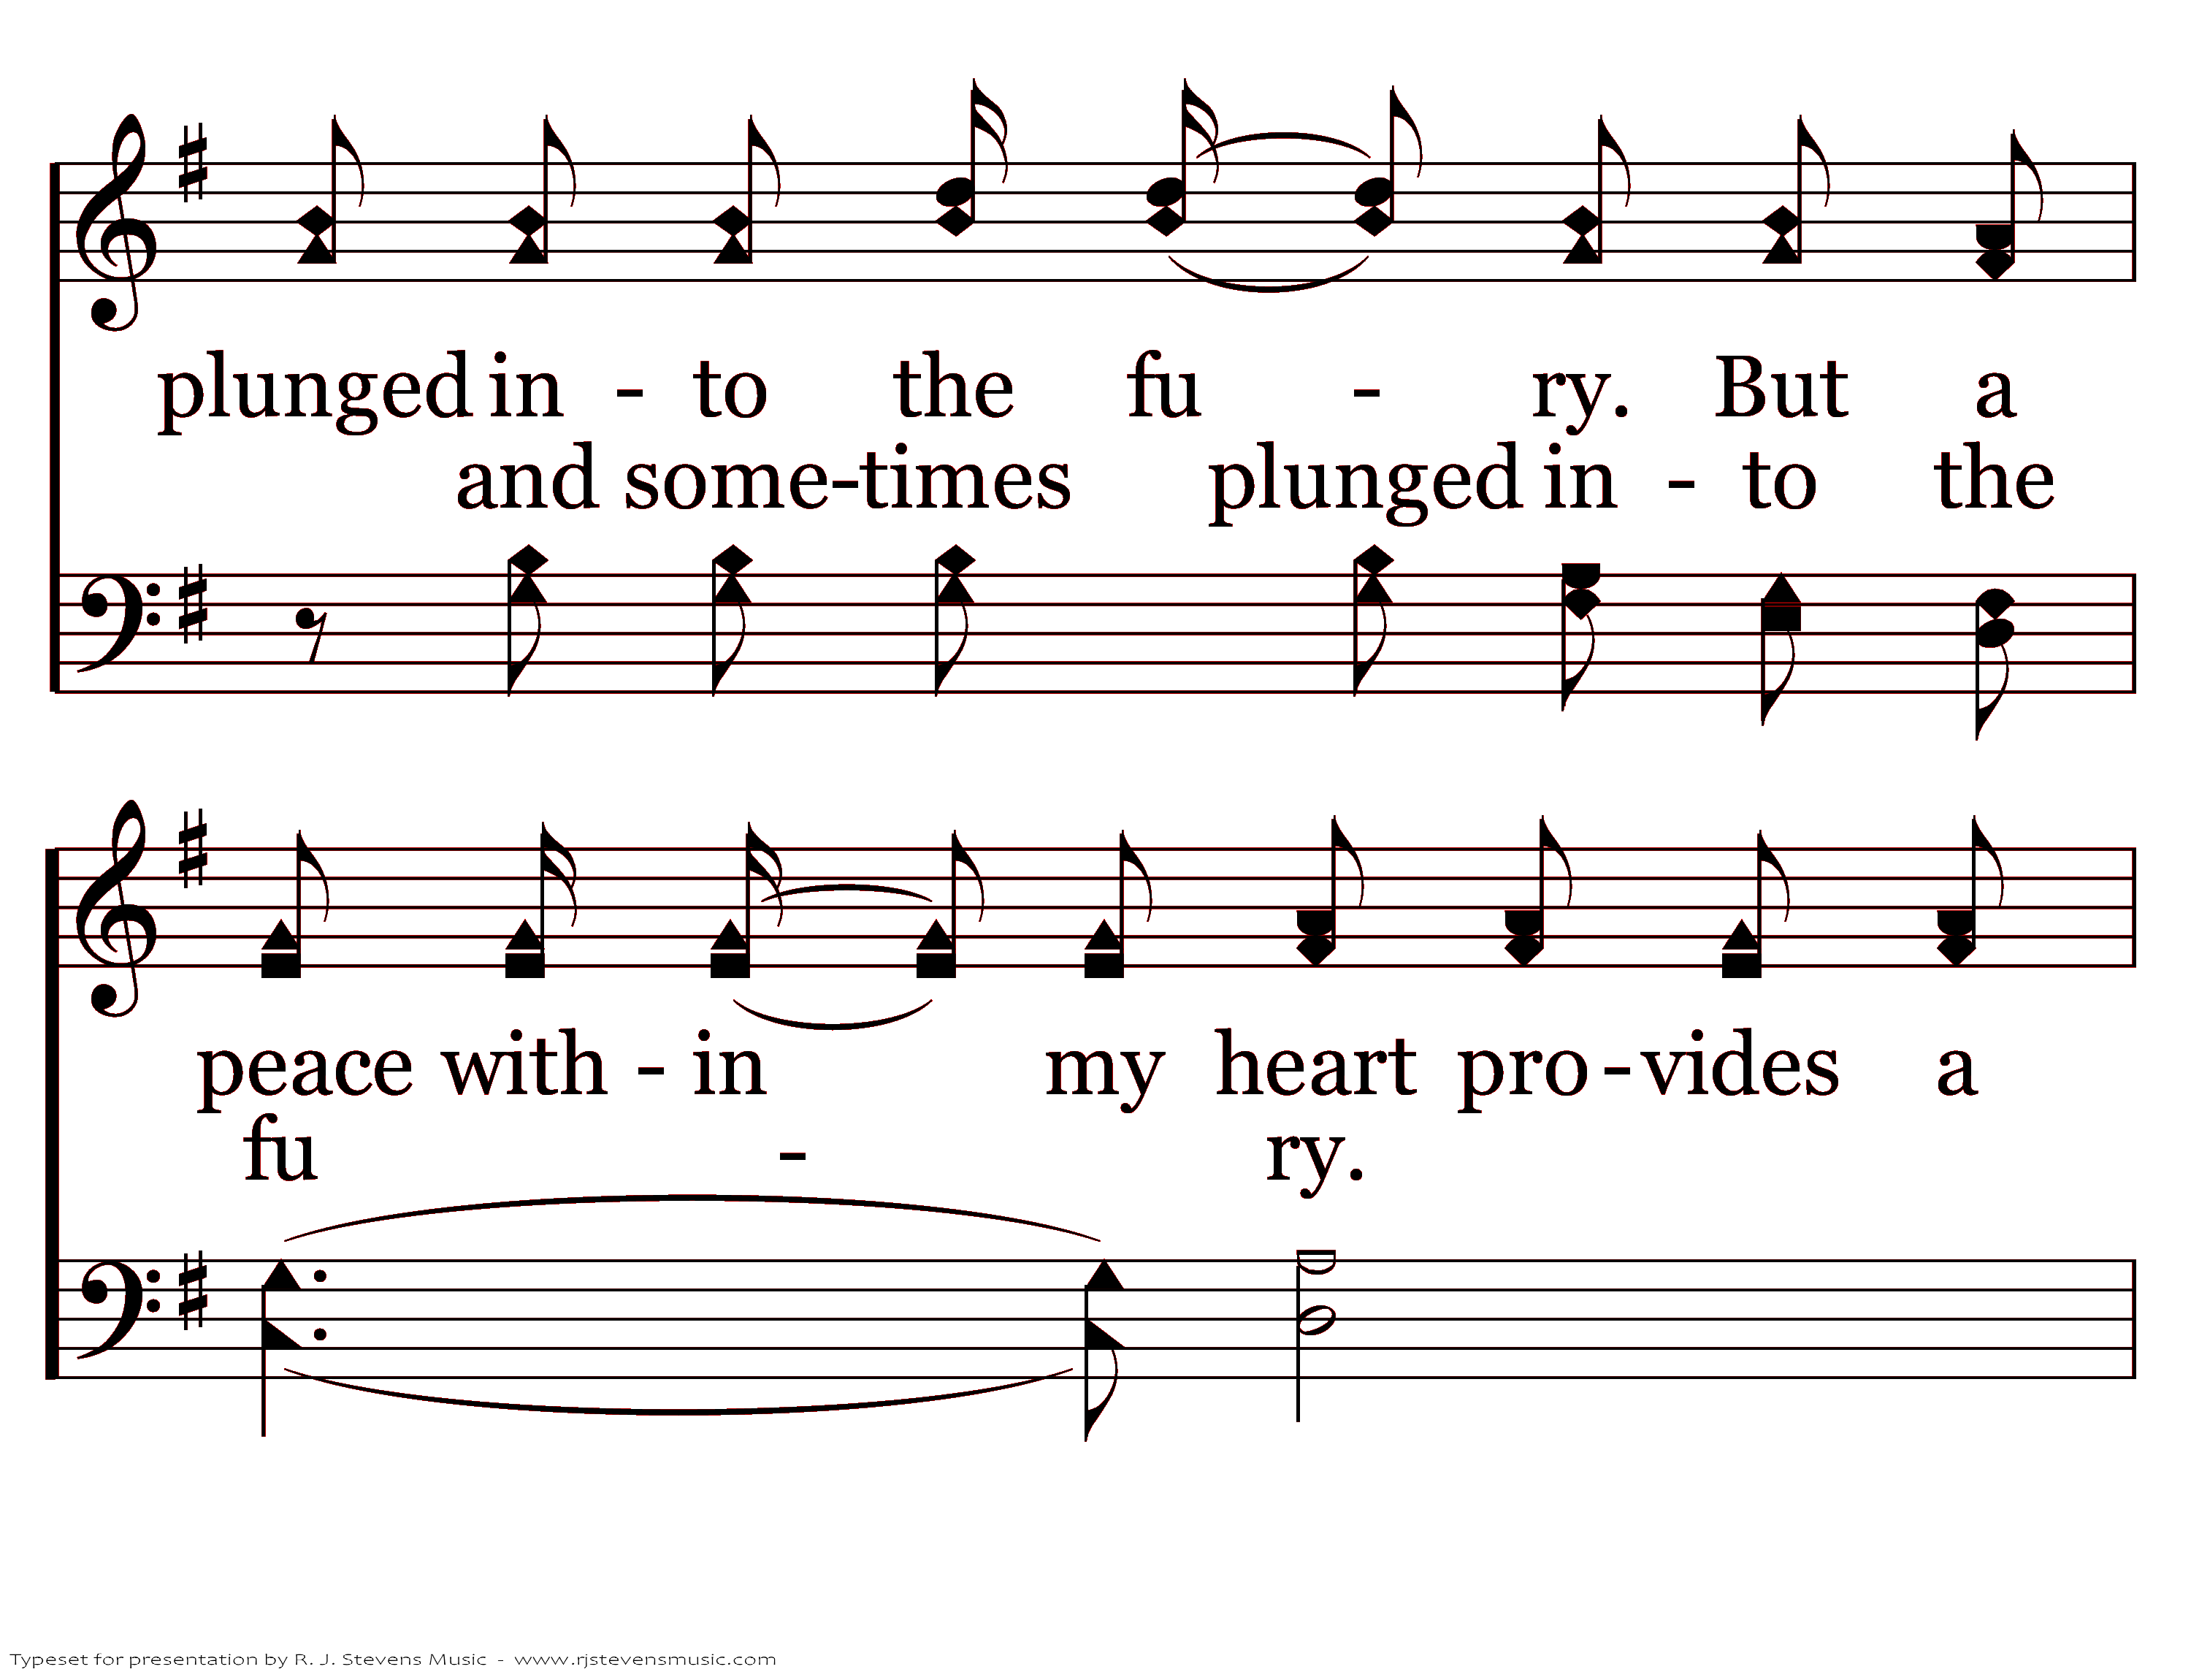 plunged in - to the fu - ry. But a
and some-times plunged in - to the
peace with - in my heart pro-vides a
fu - ry.
Typeset for presentation by R. J. Stevens Music - www.rjstevensmusic.com